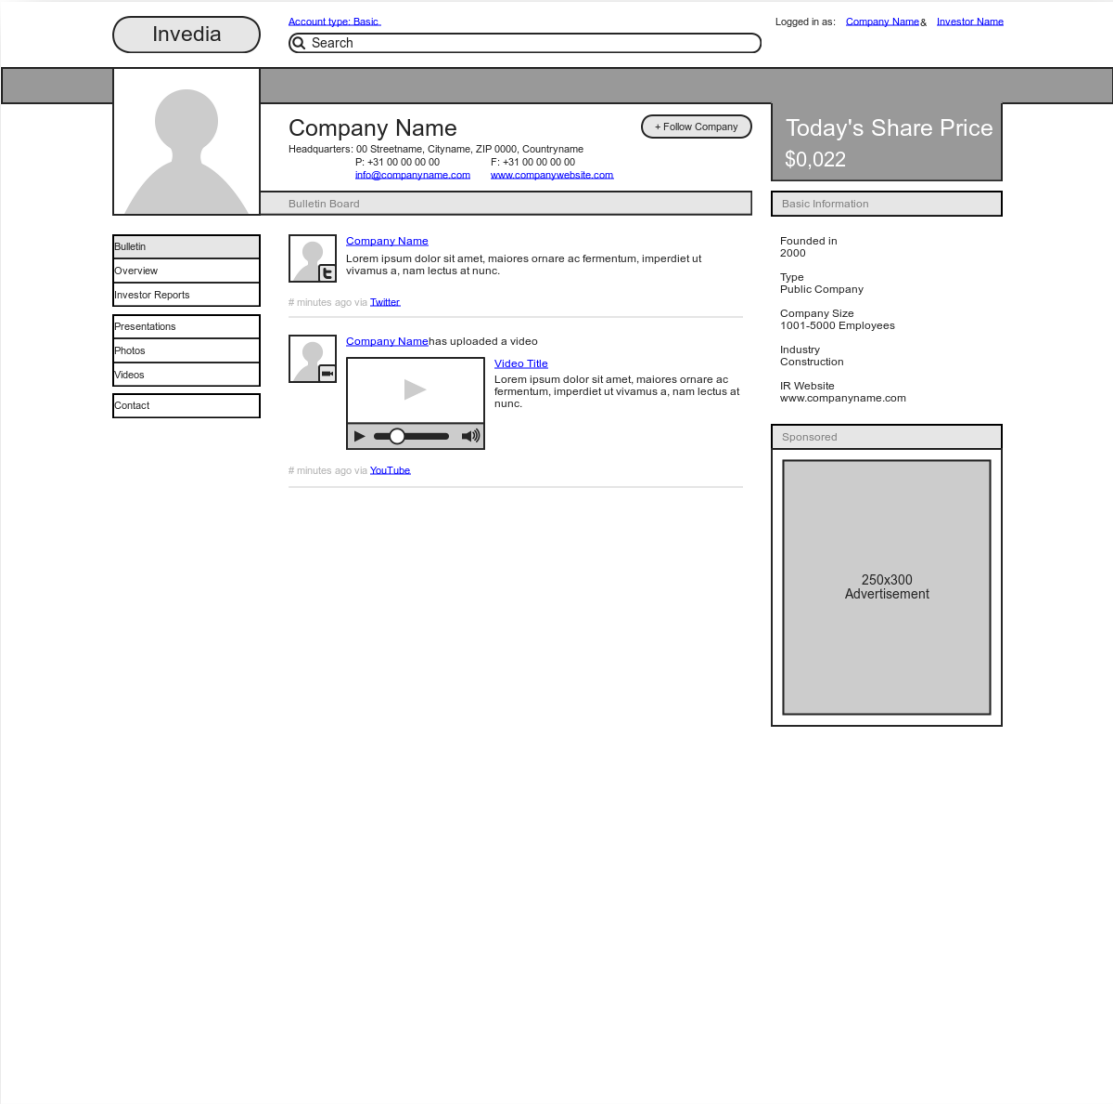 Invedia
Account type: Basic
Search
Logged in as: Company Name & Investor Name
Company Name
+ Follow Company
Headquarters: 00 Streetname, Cityname, ZIP 0000, Countryname
P: +31 00 00 00 00 F: +31 00 00 00 00
info@companyname.com www.companywebsite.com
Today's Share Price
$0,022
Bulletin Board
Bulletin
Overview
Investor Reports
Presentations
Photos
Videos
Contact
Company Name
Lorem ipsum dolor sit amet, maiores ornare ac fermentum, imperdiet ut
vivamus a, nam lectus at nunc.
# minutes ago via Twitter
Company Namehas uploaded a video
Video Title
Lorem ipsum dolor sit amet, maiores ornare ac
fermentum, imperdiet ut vivamus a, nam lectus at
nunc.
# minutes ago via YouTube
Basic Information
Founded in
2000
Type
Public Company
Company Size
1001-5000 Employees
Industry
Construction
IR Website
www.companyname.com
Sponsored
250x300
Advertisement